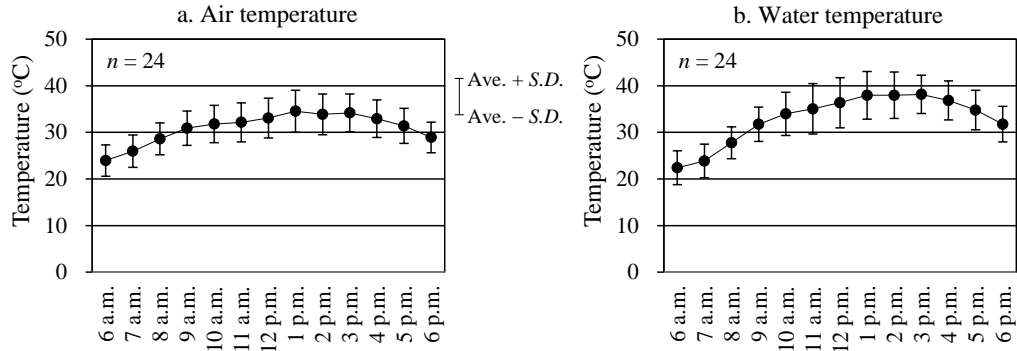 a. Air temperature
Temperature (°C)
50
40
30
20
10
0
n = 24
6 a.m.
7 a.m.
8 a.m.
9 a.m.
10 a.m.
11 a.m.
12 p.m.
1 p.m.
2 p.m.
3 p.m.
4 p.m.
5 p.m.
6 p.m.
Ave. + S.D.
Ave. – S.D.
b. Water temperature
Temperature (°C)
50
40
30
20
10
0
n = 24
6 a.m.
7 a.m.
8 a.m.
9 a.m.
10 a.m.
11 a.m.
12 p.m.
1 p.m.
2 p.m.
3 p.m.
4 p.m.
5 p.m.
6 p.m.